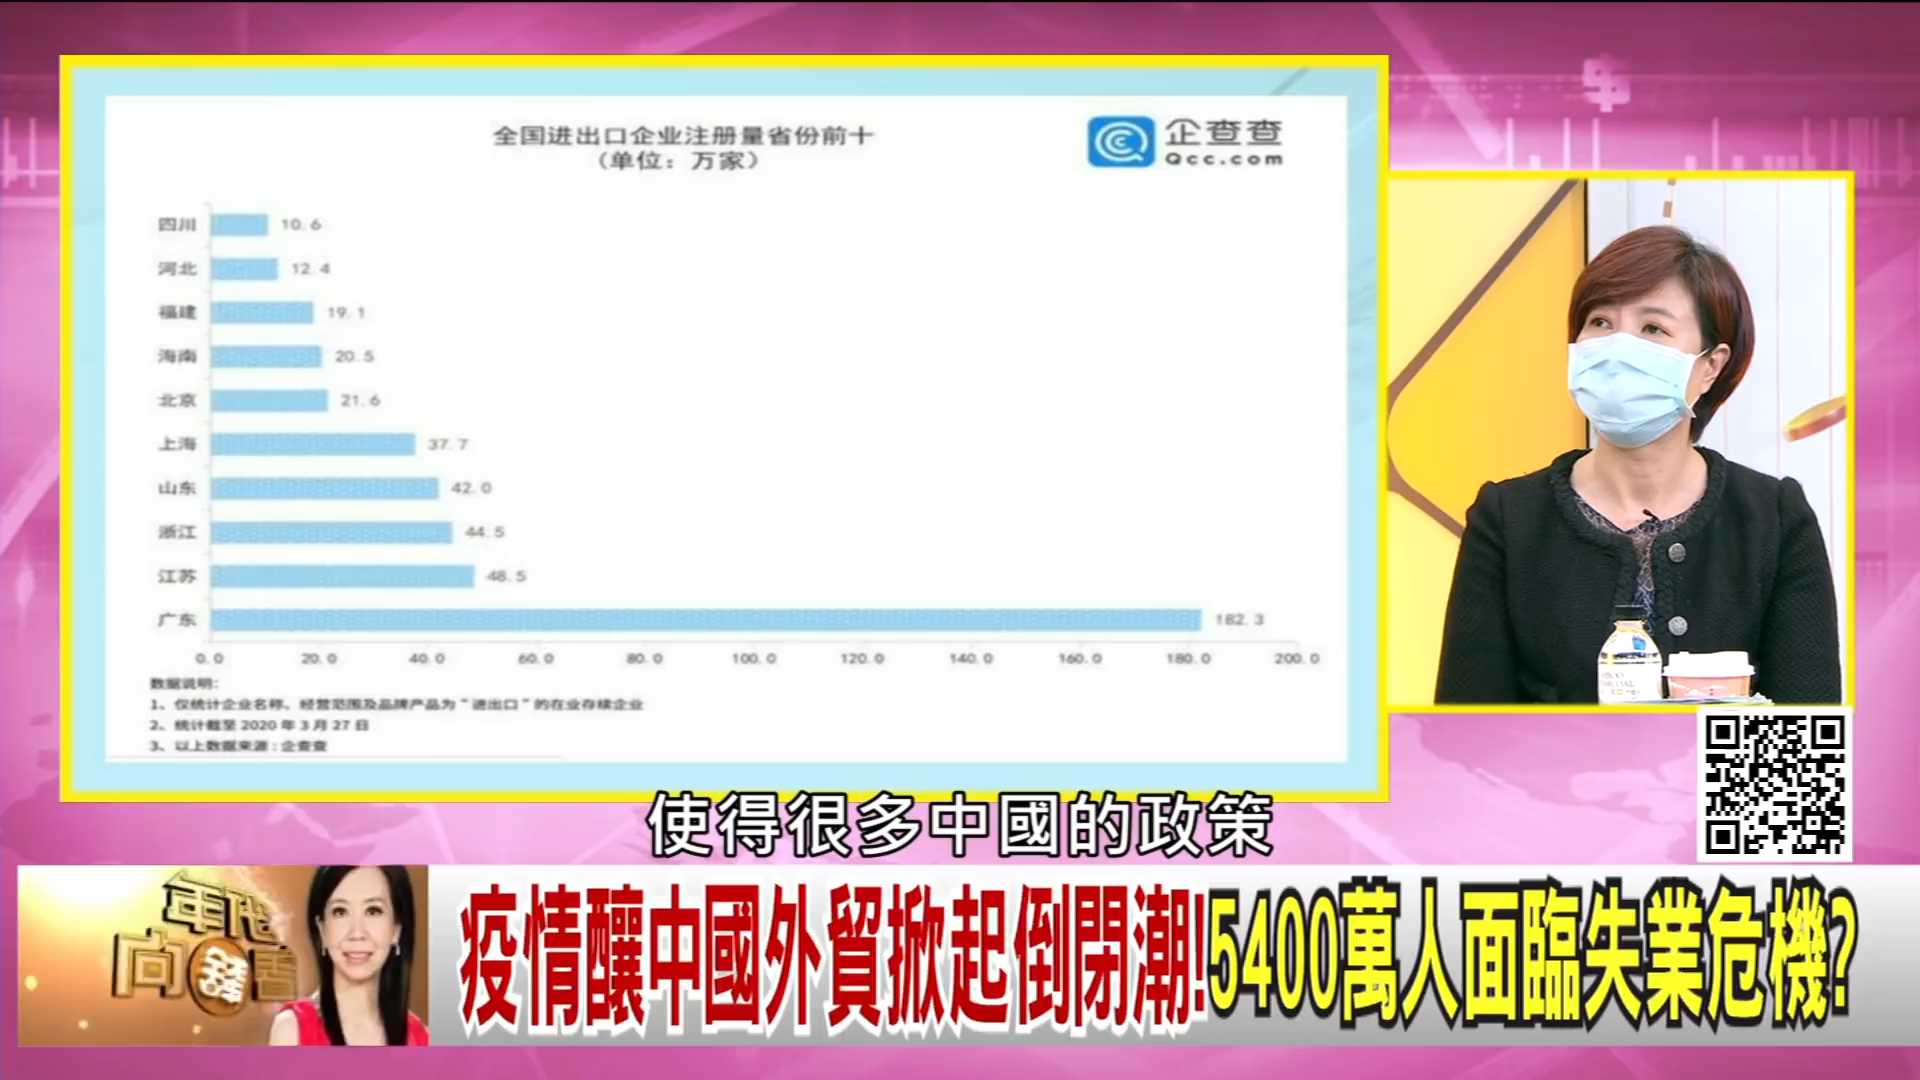 全国进出口企业注册量省份前十
（单位：万家）
企查查
Qcc.com
四川 10.6
河北 12.4
福建 19.1
海南 20.5
北京 21.6
上海 37.7
山东 42.0
浙江 44.5
江苏 48.5
广东 182.3
0.0 20.0 40.0 60.0 80.0 100.0 120.0 140.0 160.0 180.0 200.0
数据说明：
1、仅统计企业名称、经营范围及品牌产品为“进出口”的在业存续企业
2、统计截至 2020 年 3 月 27 日
3、以上数据来源：企查查
使得很多中國的政策
年代
向錢看
疫情釀中國外貿掀起倒閉潮!5400萬人面臨失業危機?